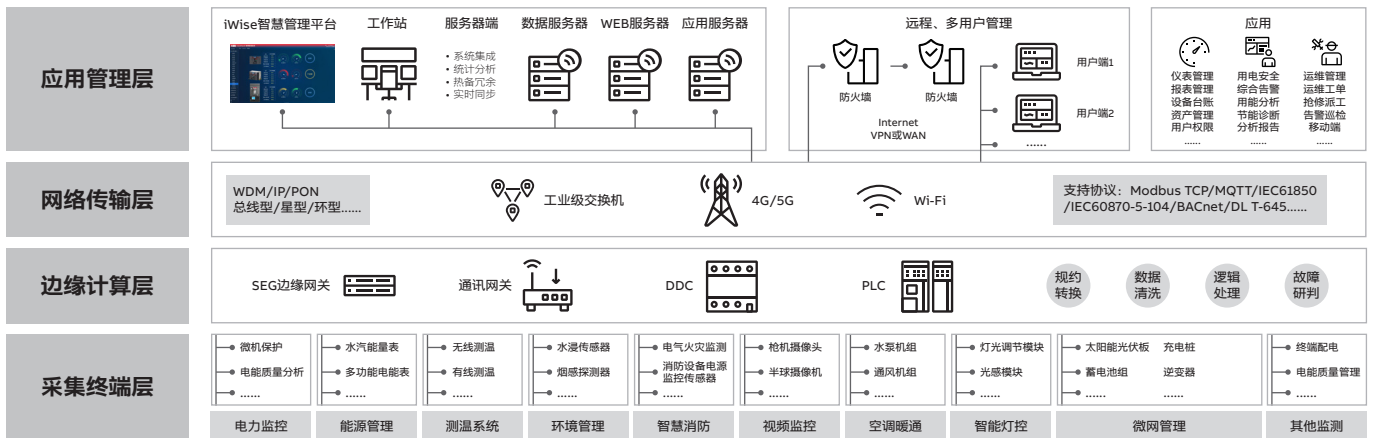 应用管理层
iWise智慧管理平台
工作站
服务器端
• 系统集成
• 统计分析
• 热备冗余
• 实时同步
数据服务器
WEB服务器
应用服务器
远程、多用户管理
防火墙
防火墙
Internet
VPN或WAN
用户端1
用户端2
......
应用
仪表管理
报表管理
设备台账
资产管理
用户权限
......
用电安全
综合告警
用能分析
节能诊断
分析报告
......
运维管理
运维工单
抢修派工
告警巡检
移动端
......
网络传输层
WDM/IP/PON
总线型/星型/环型......
工业级交换机
4G/5G
Wi-Fi
支持协议：Modbus TCP/MQTT/IEC61850
/IEC60870-5-104/BACnet/DL T-645......
边缘计算层
SEG边缘网关
通讯网关
DDC
PLC
规约
转换
数据
清洗
逻辑
处理
故障
研判
采集终端层
微机保护
电能质量分析
......
电力监控
水汽能量表
多功能电能表
......
能源管理
无线测温
有线测温
......
测温系统
水浸传感器
烟感探测器
......
环境管理
电气火灾监测
消防设备电源
监控传感器
......
智慧消防
枪机摄像头
半球摄像机
......
视频监控
水泵机组
通风机组
......
空调暖通
灯光调节模块
光感模块
......
智能灯控
太阳能光伏板
充电桩
蓄电池组
逆变器
......
......
微网管理
终端配电
电能质量管理
......
其他监测